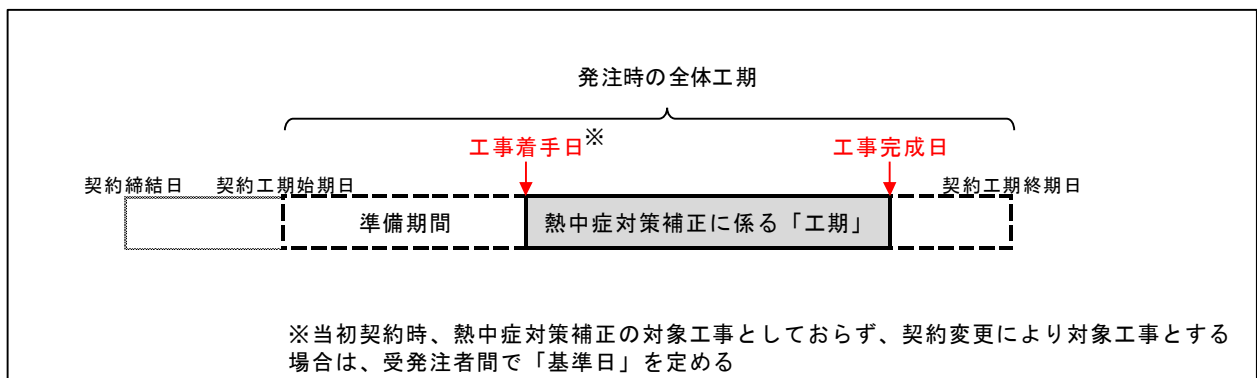 発注時の全体工期
工事着手日※
工事完成日
契約締結日
契約工期始期日
契約工期終期日
準備期間
熱中症対策補正に係る「工期」
※当初契約時、熱中症対策補正の対象工事としておらず、契約変更により対象工事とする
場合は、受発注者間で「基準日」を定める